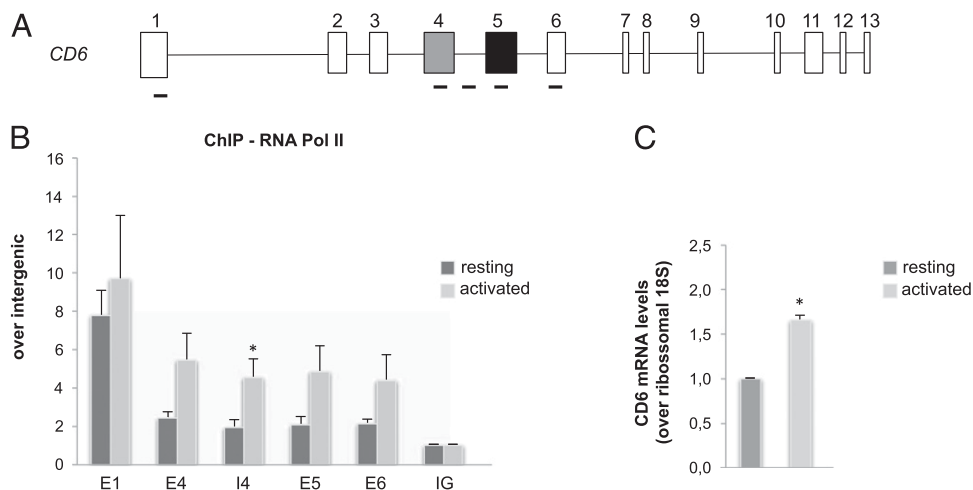 A
1 2 3 4 5 6 7 8 9 10 11 12 13
CD6
B
ChIP - RNA Pol II
over intergenic
16
14
12
10
8
6
4
2
0
*
resting
activated
E1 E4 I4 E5 E6 IG
C
CD6 mRNA levels
(over ribossomal 18S)
2,5
2,0
1,5
1,0
0,5
0,0
*
resting
activated